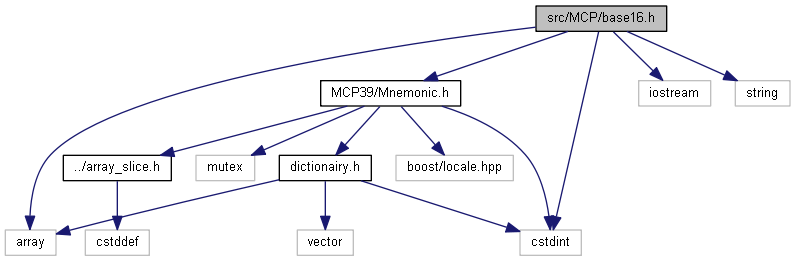 src/MCP/base16.h
MCP39/Mnemonic.h
iostream
string
../array_slice.h
mutex
dictionairy.h
boost/locale.hpp
array
cstddef
vector
cstdint